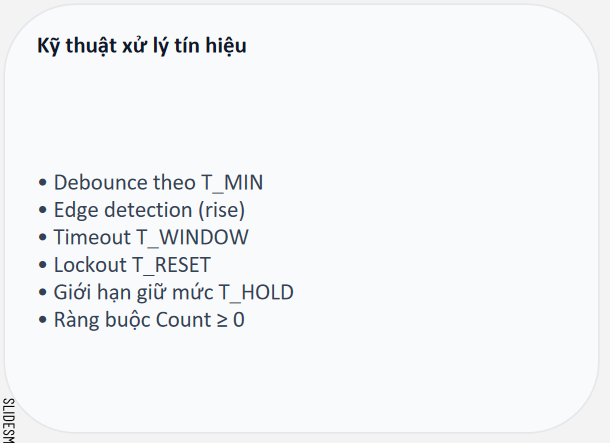 Kỹ thuật xử lý tín hiệu
• Debounce theo T_MIN
• Edge detection (rise)
• Timeout T_WINDOW
• Lockout T_RESET
• Giới hạn giữ mức T_HOLD
• Ràng buộc Count ≥ 0
SLIDESM